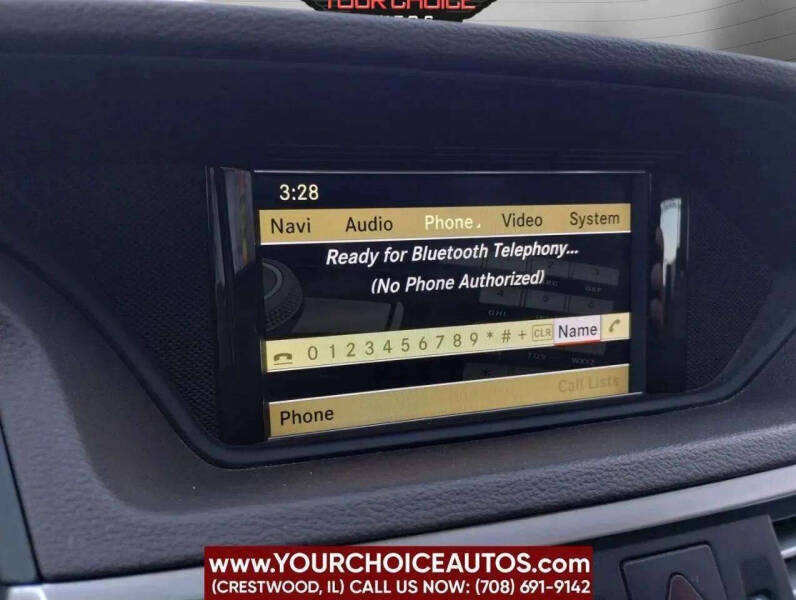 YOUR CHOICE
3:28
Navi Audio Phone Video System
Ready for Bluetooth Telephony...
(No Phone Authorized)
0 1 2 3 4 5 6 7 8 9 * # + CLR Name
Call Lists
Phone
www.YOURCHOICEAUTOS.com
(CRESTWOOD, IL) CALL US NOW: (708) 691-9142